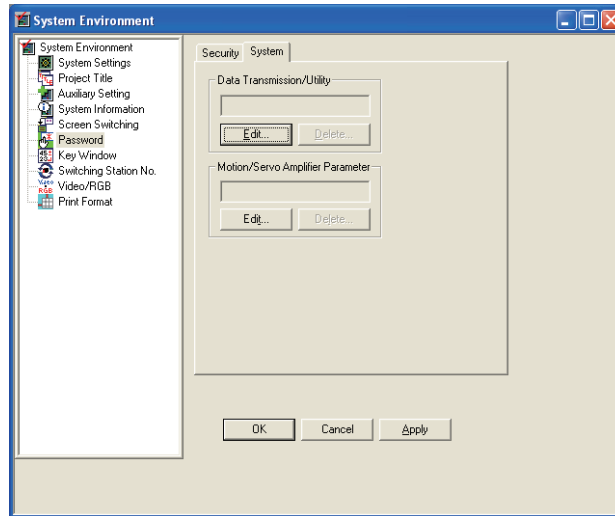 System Environment
System Environment
System Settings
Project Title
Auxiliary Setting
System Information
Screen Switching
Password
Key Window
Switching Station No.
Video/RGB
Print Format
Security System
Data Transmission/Utility
Edit... Delete...
Motion/Servo Amplifier Parameter
Edit... Delete...
OK Cancel Apply